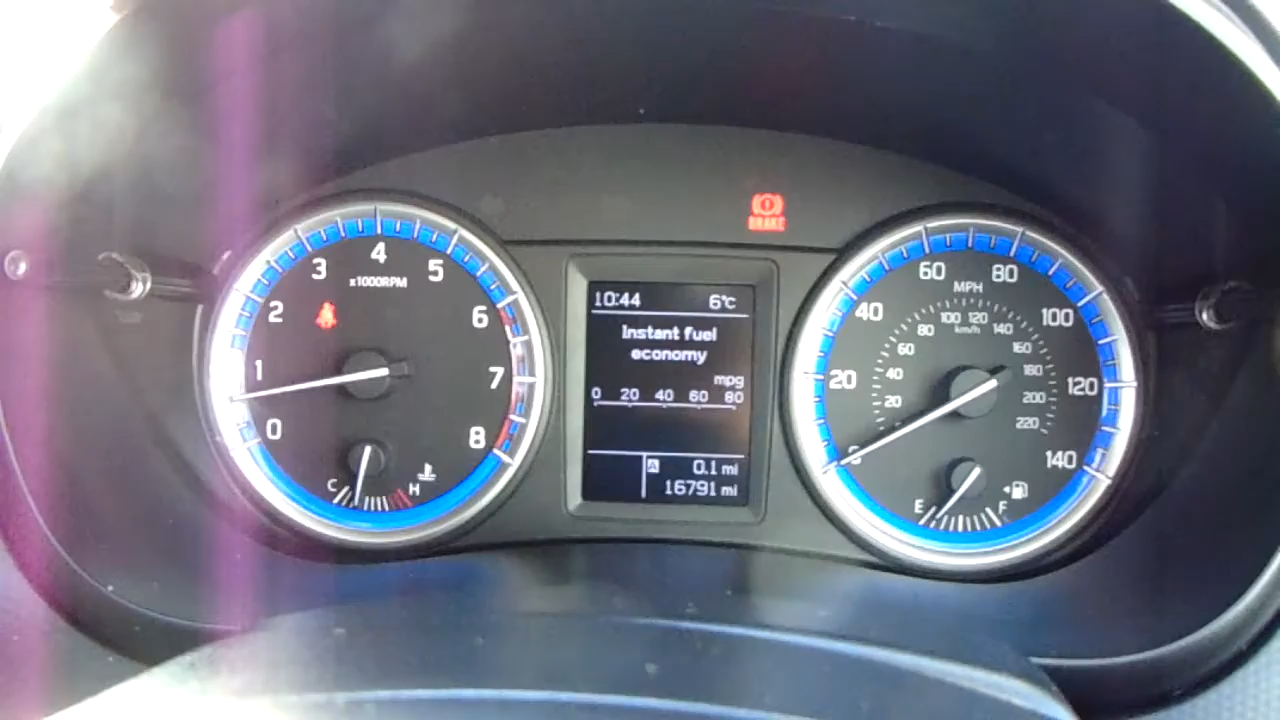 BRAKE
0
1
2
3
4
5
6
7
8
x1000RPM
C H
10:44 6°C
Instant fuel
economy
mpg
0 20 40 60 80
A 0.1 mi
16791 mi
20
40
60
80
100
120
140
MPH
20
40
60
80
100
120
140
160
180
200
220
km/h
E F